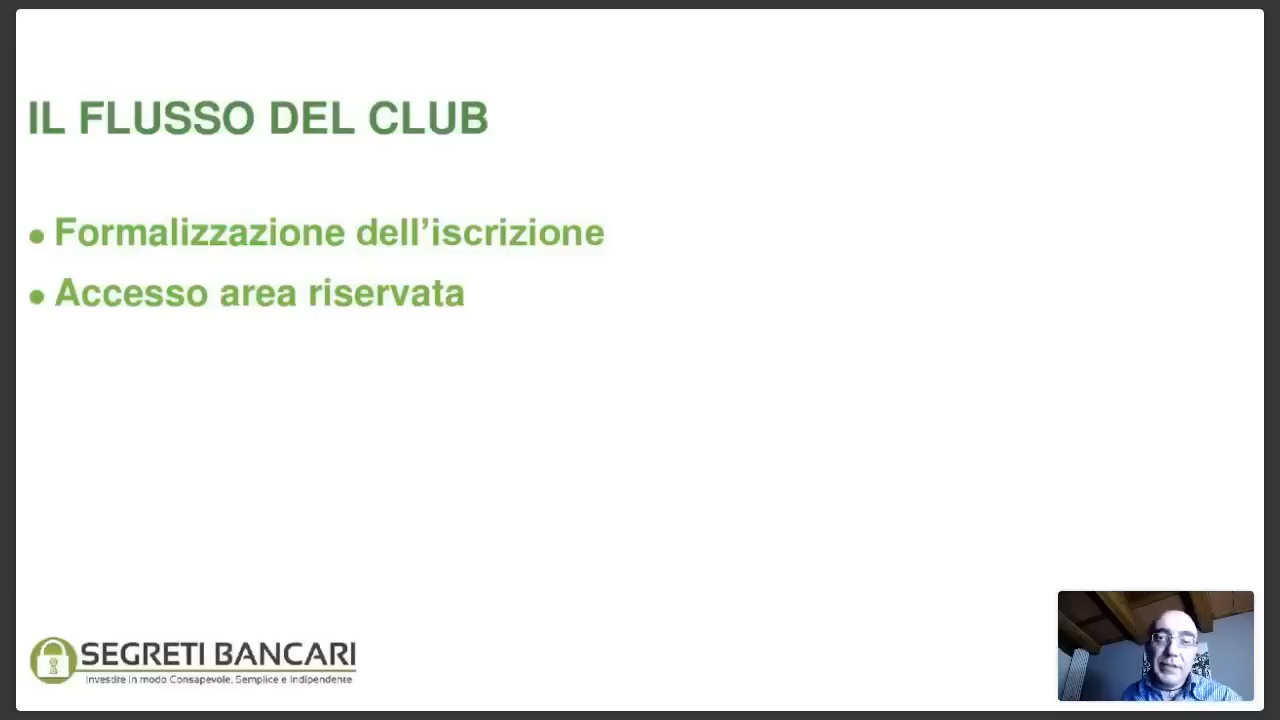 IL FLUSSO DEL CLUB
• Formalizzazione dell’iscrizione
• Accesso area riservata
SEGRETI BANCARI
Investire in modo Consapevole, Semplice e Indipendente